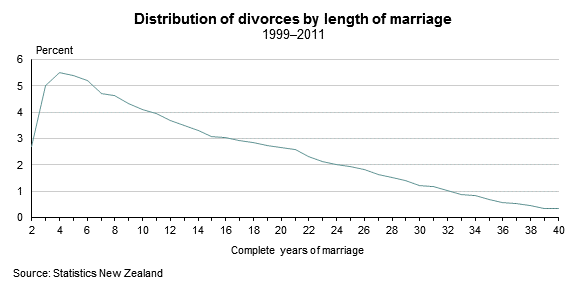 Distribution of divorces by length of marriage
1999–2011
Percent
6
5
4
3
2
1
0
2 4 6 8 10 12 14 16 18 20 22 24 26 28 30 32 34 36 38 40
Complete years of marriage
Source: Statistics New Zealand